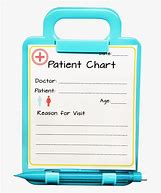 Date:
Patient Chart
Doctor:
Patient:
Age:
Reason for Visit